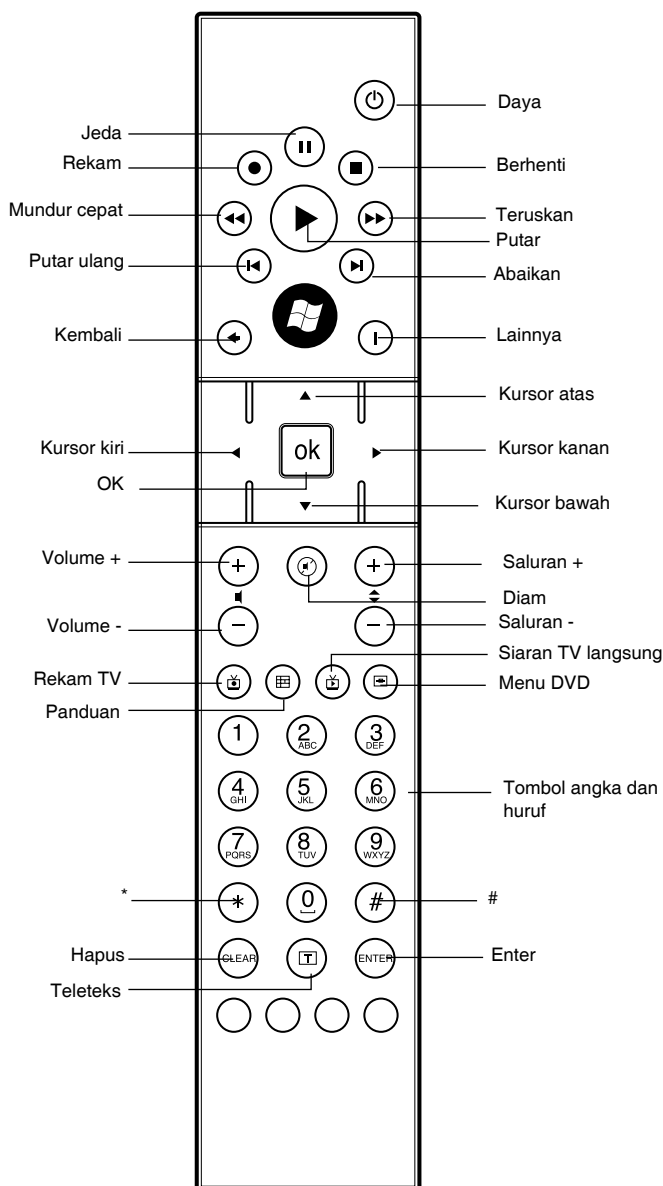 Daya
Jeda
Rekam
Berhenti
Mundur cepat
Teruskan
Putar
Putar ulang
Abaikan
Kembali
Lainnya
Kursor atas
Kursor kiri
ok
Kursor kanan
OK
Kursor bawah
Volume +
+
+
Saluran +
Diam
Volume -
−
−
Saluran -
Siaran TV langsung
Rekam TV
Menu DVD
Panduan
1
2
ABC
3
DEF
4
GHI
5
JKL
6
MNO
Tombol angka dan
huruf
7
PQRS
8
TUV
9
WXYZ
*
*
0
#
#
Hapus
CLEAR
T
ENTER
Enter
Teleteks